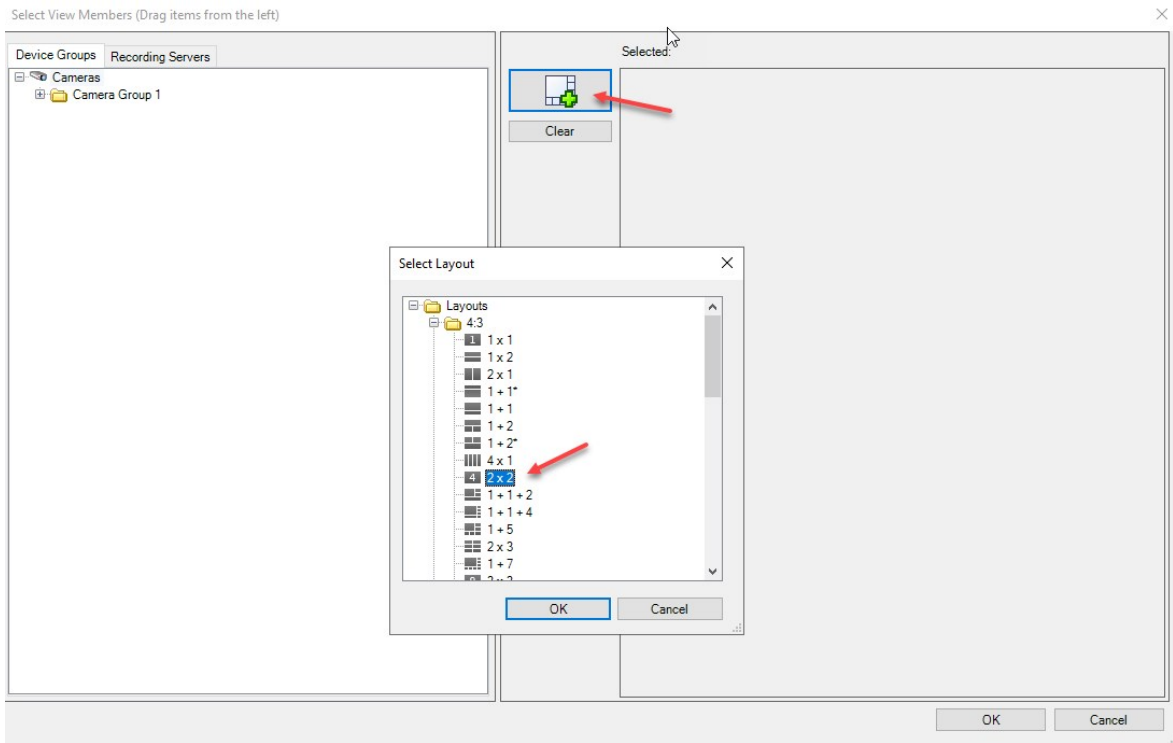 Select View Members (Drag items from the left)
Device Groups
Recording Servers
Selected:
Cameras
Camera Group 1
Clear
Select Layout
Layouts
4:3
1 1 x 1
1 x 2
2 x 1
1 + 1*
1 + 1
1 + 2
1 + 2*
4 x 1
4 2 x 2
1 + 1 + 2
1 + 1 + 4
1 + 5
2 x 3
1 + 7
OK
Cancel
OK
Cancel